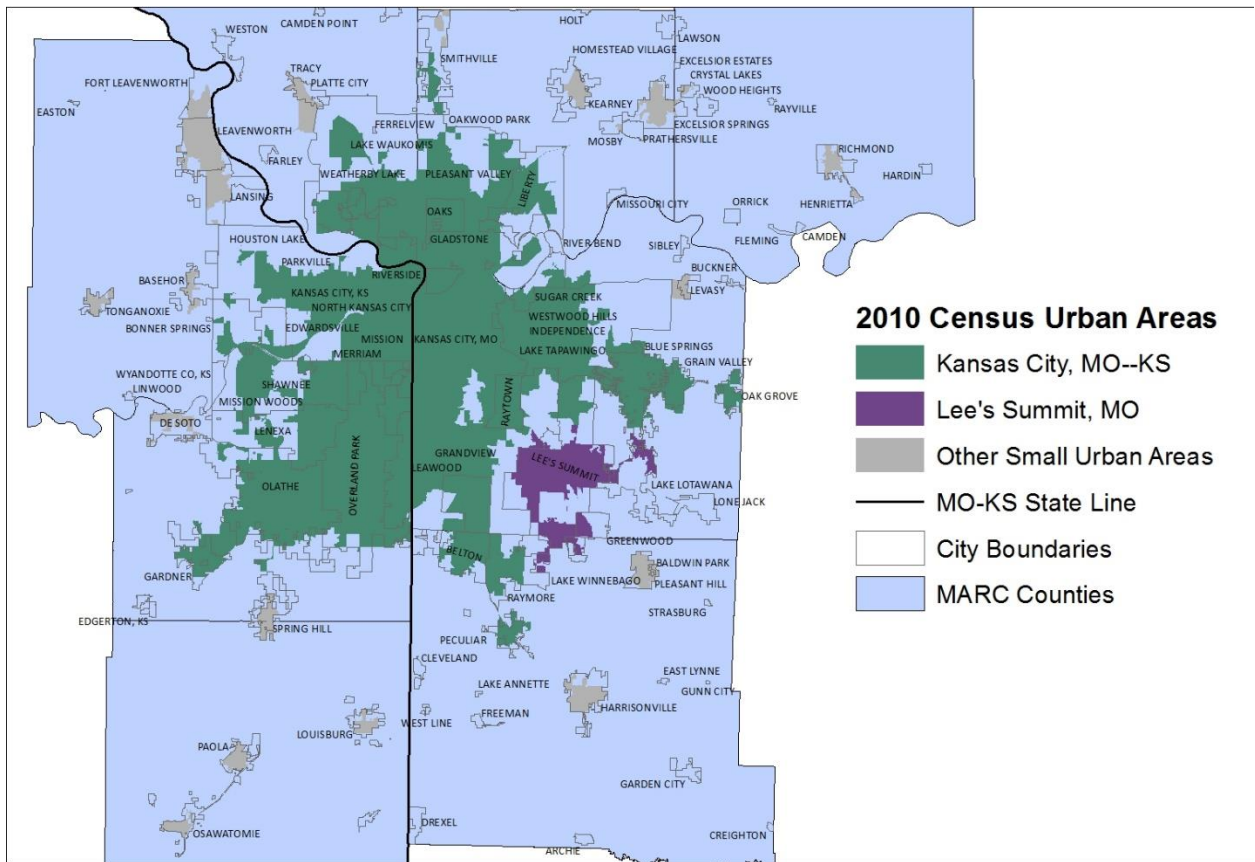 WESTON
CAMDEN POINT
HOLT
LAWSON
HOMESTEAD VILLAGE
SMITHVILLE
EXCELSIOR ESTATES
CRYSTAL LAKES
WOOD HEIGHTS
RAYVILLE
TRACY
PLATTE CITY
FORT LEAVENWORTH
EASTON
KEARNEY
EXCELSIOR SPRINGS
MOSBY
PRATHERSVILLE
OAKWOOD PARK
FERRELVIEW
LEAVENWORTH
LAKE WAUKOMIS
FARLEY
RICHMOND
HARDIN
WEATHERBY LAKE
PLEASANT VALLEY
LIBERTY
LANSING
MISSOURI CITY
ORRICK
HENRIETTA
OAKS
GLADSTONE
HOUSTON LAKE
RIVER BEND
SIBLEY
FLEMING
CAMDEN
PARKVILLE
RIVERSIDE
BASEHOR
BUCKNER
LEVASY
KANSAS CITY, KS
NORTH KANSAS CITY
SUGAR CREEK
TONGANOXIE
BONNER SPRINGS
EDWARDSVILLE
WESTWOOD HILLS
INDEPENDENCE
MISSION
KANSAS CITY, MO
MERRIAM
LAKE TAPAWINGO
BLUE SPRINGS
GRAIN VALLEY
WYANDOTTE CO, KS
LINWOOD
SHAWNEE
MISSION WOODS
RAYTOWN
OAK GROVE
DE SOTO
LENEXA
OVERLAND PARK
GRANDVIEW
LEAWOOD
LEE'S SUMMIT
OLATHE
LAKE LOTAWANA
LONE JACK
GREENWOOD
BELTON
GARDNER
BALDWIN PARK
LAKE WINNEBAGO
PLEASANT HILL
RAYMORE
STRASBURG
EDGERTON, KS
SPRING HILL
PECULIAR
CLEVELAND
EAST LYNNE
LAKE ANNETTE
GUNN CITY
HARRISONVILLE
WEST LINE
FREEMAN
LOUISBURG
PAOLA
GARDEN CITY
OSAWATOMIE
DREXEL
CREIGHTON
ARCHIE
2010 Census Urban Areas
Kansas City, MO--KS
Lee's Summit, MO
Other Small Urban Areas
MO-KS State Line
City Boundaries
MARC Counties